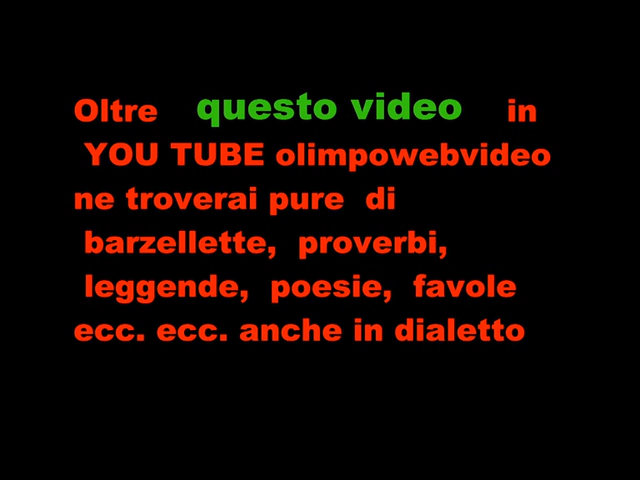 Oltre questo video in
YOU TUBE olimpowebvideo
ne troverai pure di
barzellette, proverbi,
leggende, poesie, favole
ecc. ecc. anche in dialetto